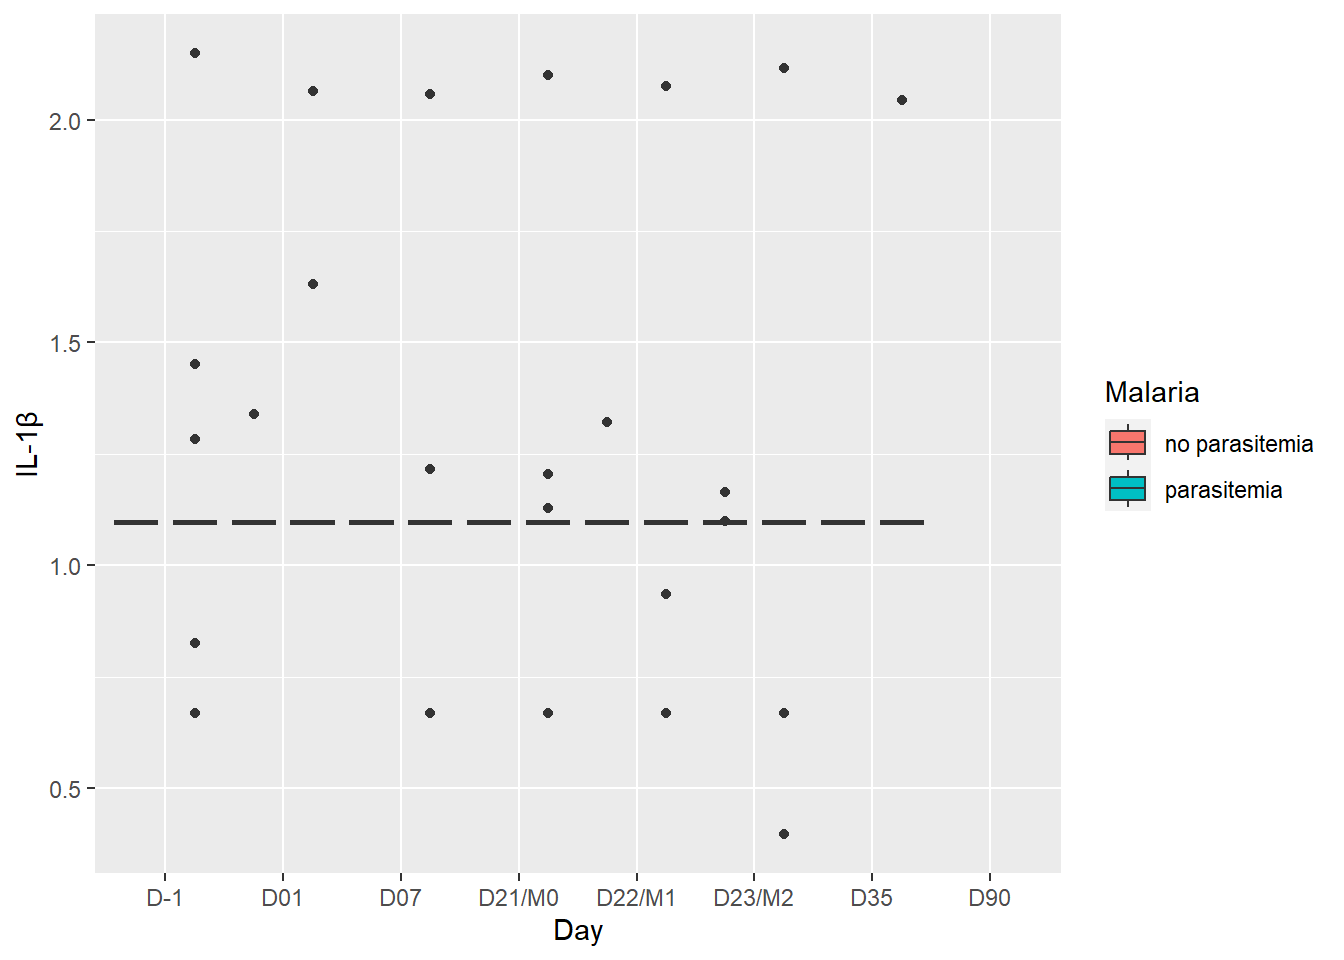 2.0
1.5
1.0
0.5
IL-1β
D-1 D01 D07 D21/M0 D22/M1 D23/M2 D35 D90
Day
Malaria
no parasitemia
parasitemia